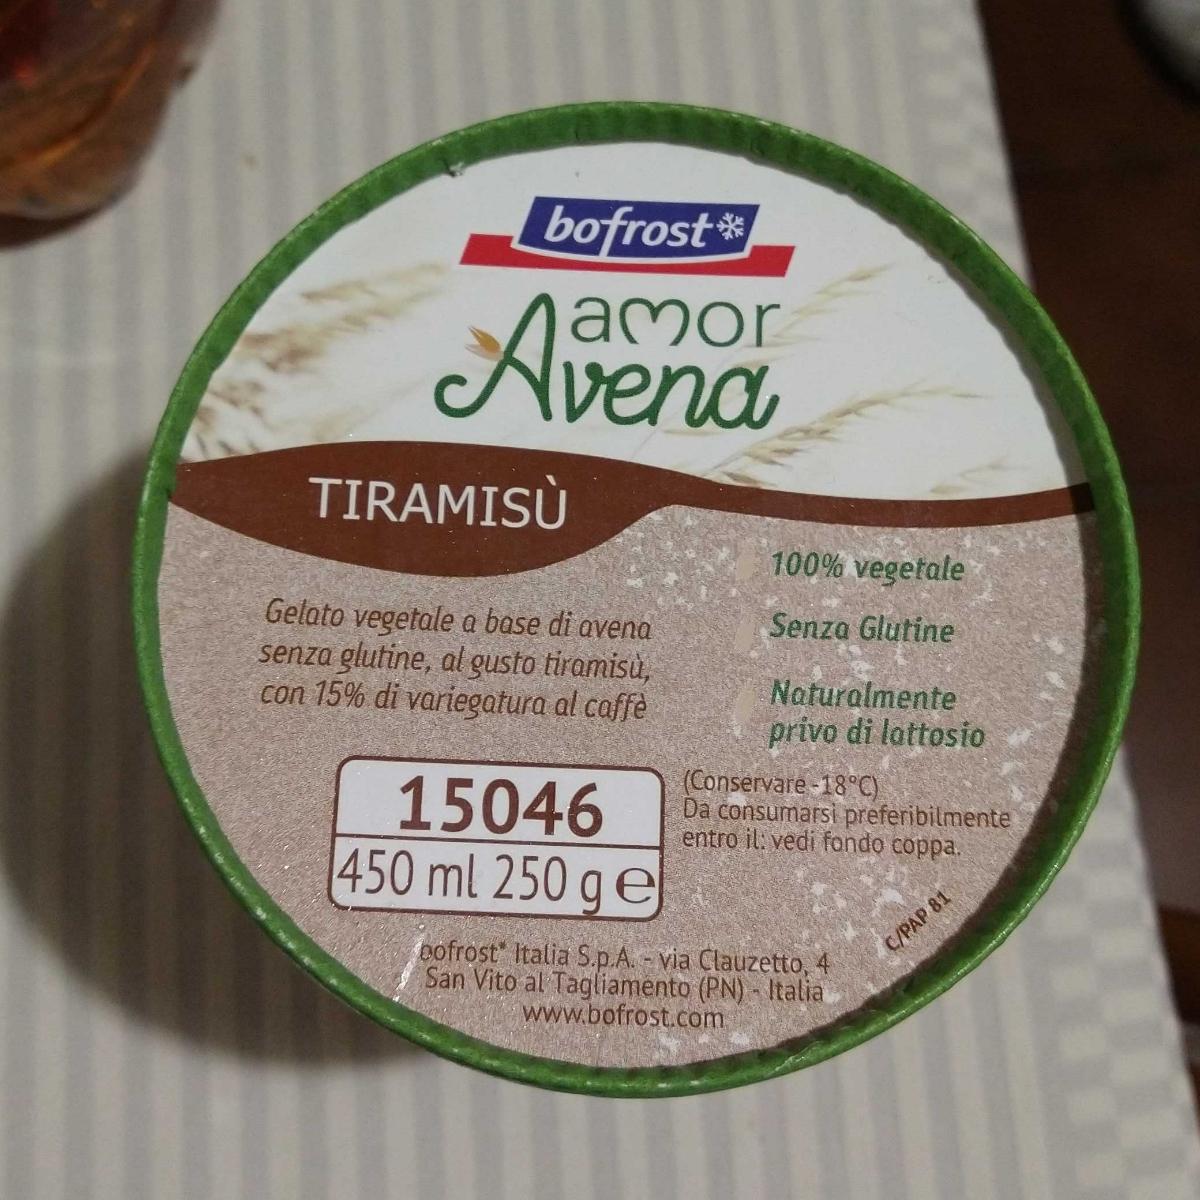 bofrost*
amor
Avena
TIRAMISÙ
100% vegetale
Senza Glutine
Naturalmente
privo di lattosio
Gelato vegetale a base di avena
senza glutine, al gusto tiramisù,
con 15% di variegatura al caffè
15046
450 ml 250 g e
(Conservare -18°C)
Da consumarsi preferibilmente
entro il: vedi fondo coppa.
C/PAP 81
bofrost* Italia S.p.A. - via Clauzetto, 4
San Vito al Tagliamento (PN) - Italia
www.bofrost.com